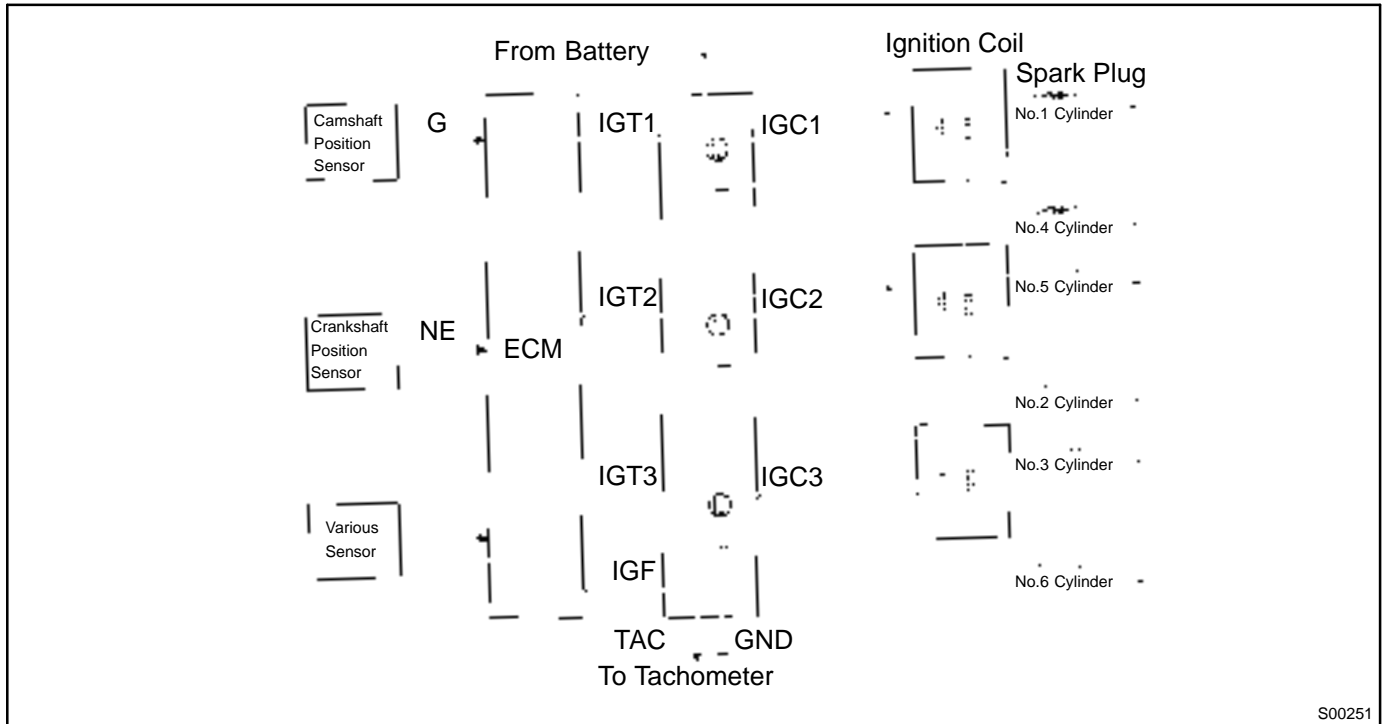 From Battery
Ignition Coil
Spark Plug
Camshaft
Position
Sensor
G
IGT1
IGC1
No.1 Cylinder
No.4 Cylinder
Crankshaft
Position
Sensor
NE
ECM
IGT2
IGC2
No.5 Cylinder
No.2 Cylinder
IGT3
IGC3
No.3 Cylinder
Various
Sensor
IGF
No.6 Cylinder
TAC
GND
To Tachometer
S00251